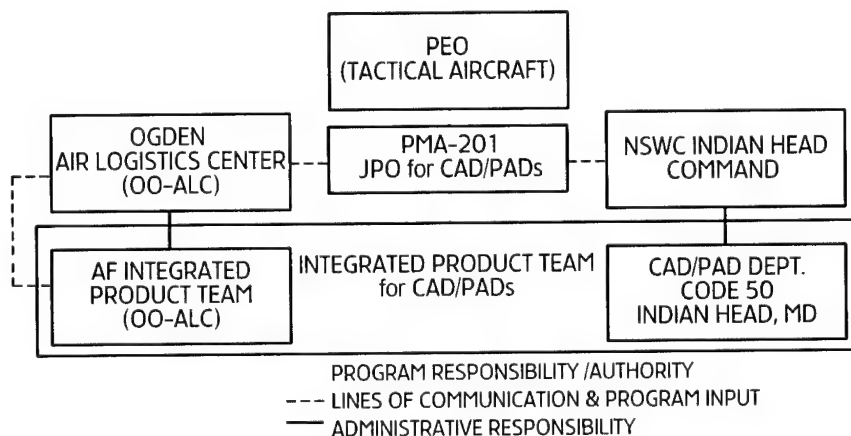 PEO
(TACTICAL AIRCRAFT)
OGDEN
AIR LOGISTICS CENTER
(OO-ALC)
PMA-201
JPO for CAD/PADs
NSWC INDIAN HEAD
COMMAND
AF INTEGRATED
PRODUCT TEAM
(OO-ALC)
INTEGRATED PRODUCT TEAM
for CAD/PADs
CAD/PAD DEPT.
CODE 50
INDIAN HEAD, MD
PROGRAM RESPONSIBILITY /AUTHORITY
LINES OF COMMUNICATION & PROGRAM INPUT
ADMINISTRATIVE RESPONSIBILITY